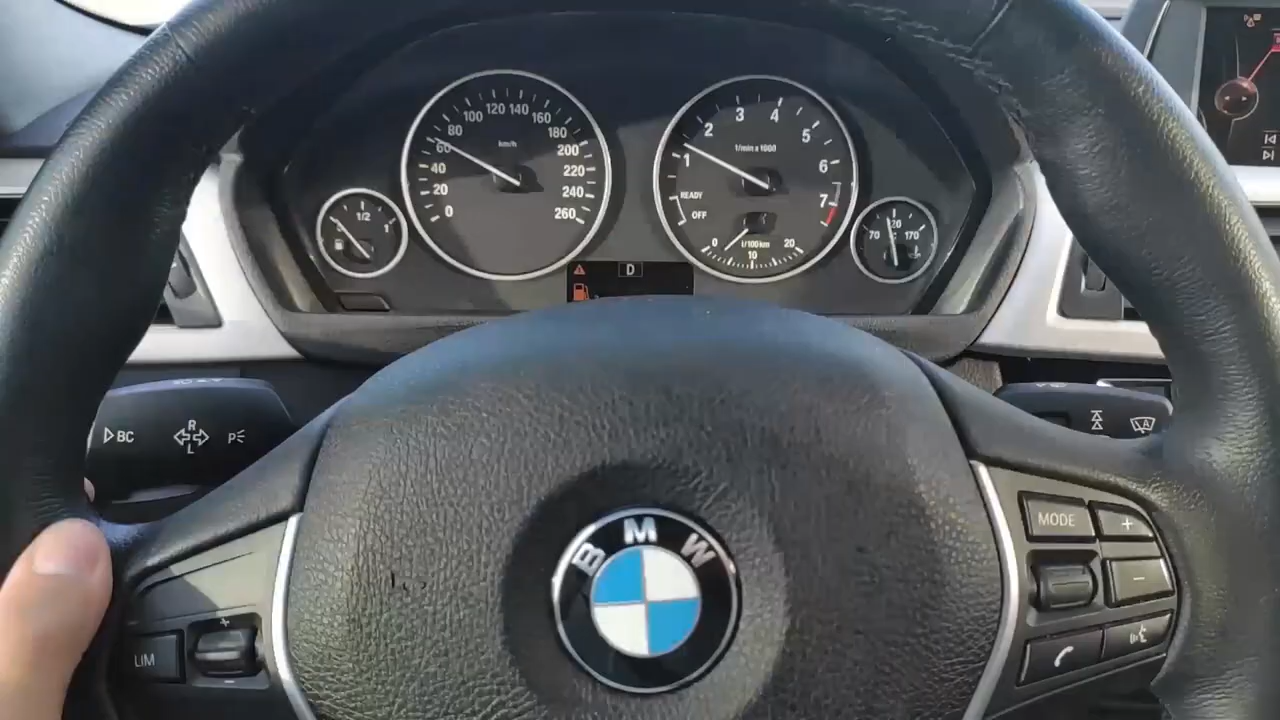 0
20
40
60
80
100
120
140
160
180
200
220
240
260
km/h
1
2
3
4
5
6
7
1/min x 1000
READY
OFF
0
10
20
l/100km
1/2
1
70
170
D
BC
R
L
P
MODE
+
−
LIM
+
−
A
BMW